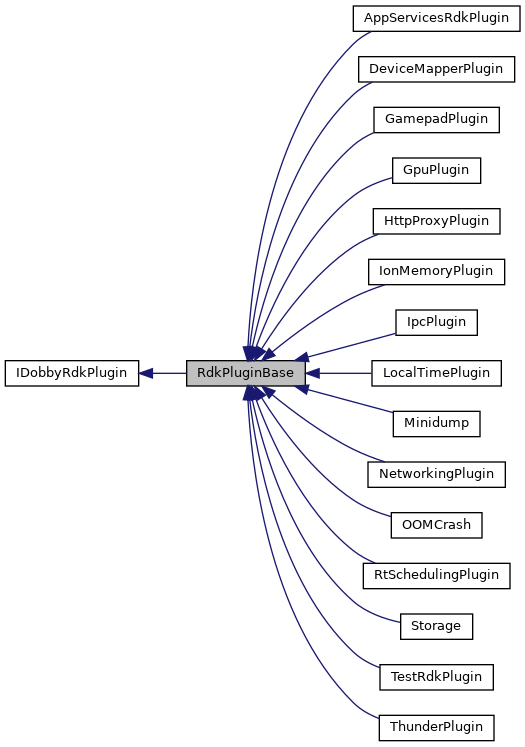 AppServicesRdkPlugin
DeviceMapperPlugin
GamepadPlugin
GpuPlugin
HttpProxyPlugin
IonMemoryPlugin
IpcPlugin
IDobbyRdkPlugin
RdkPluginBase
LocalTimePlugin
Minidump
NetworkingPlugin
OOMCrash
RtSchedulingPlugin
Storage
TestRdkPlugin
ThunderPlugin